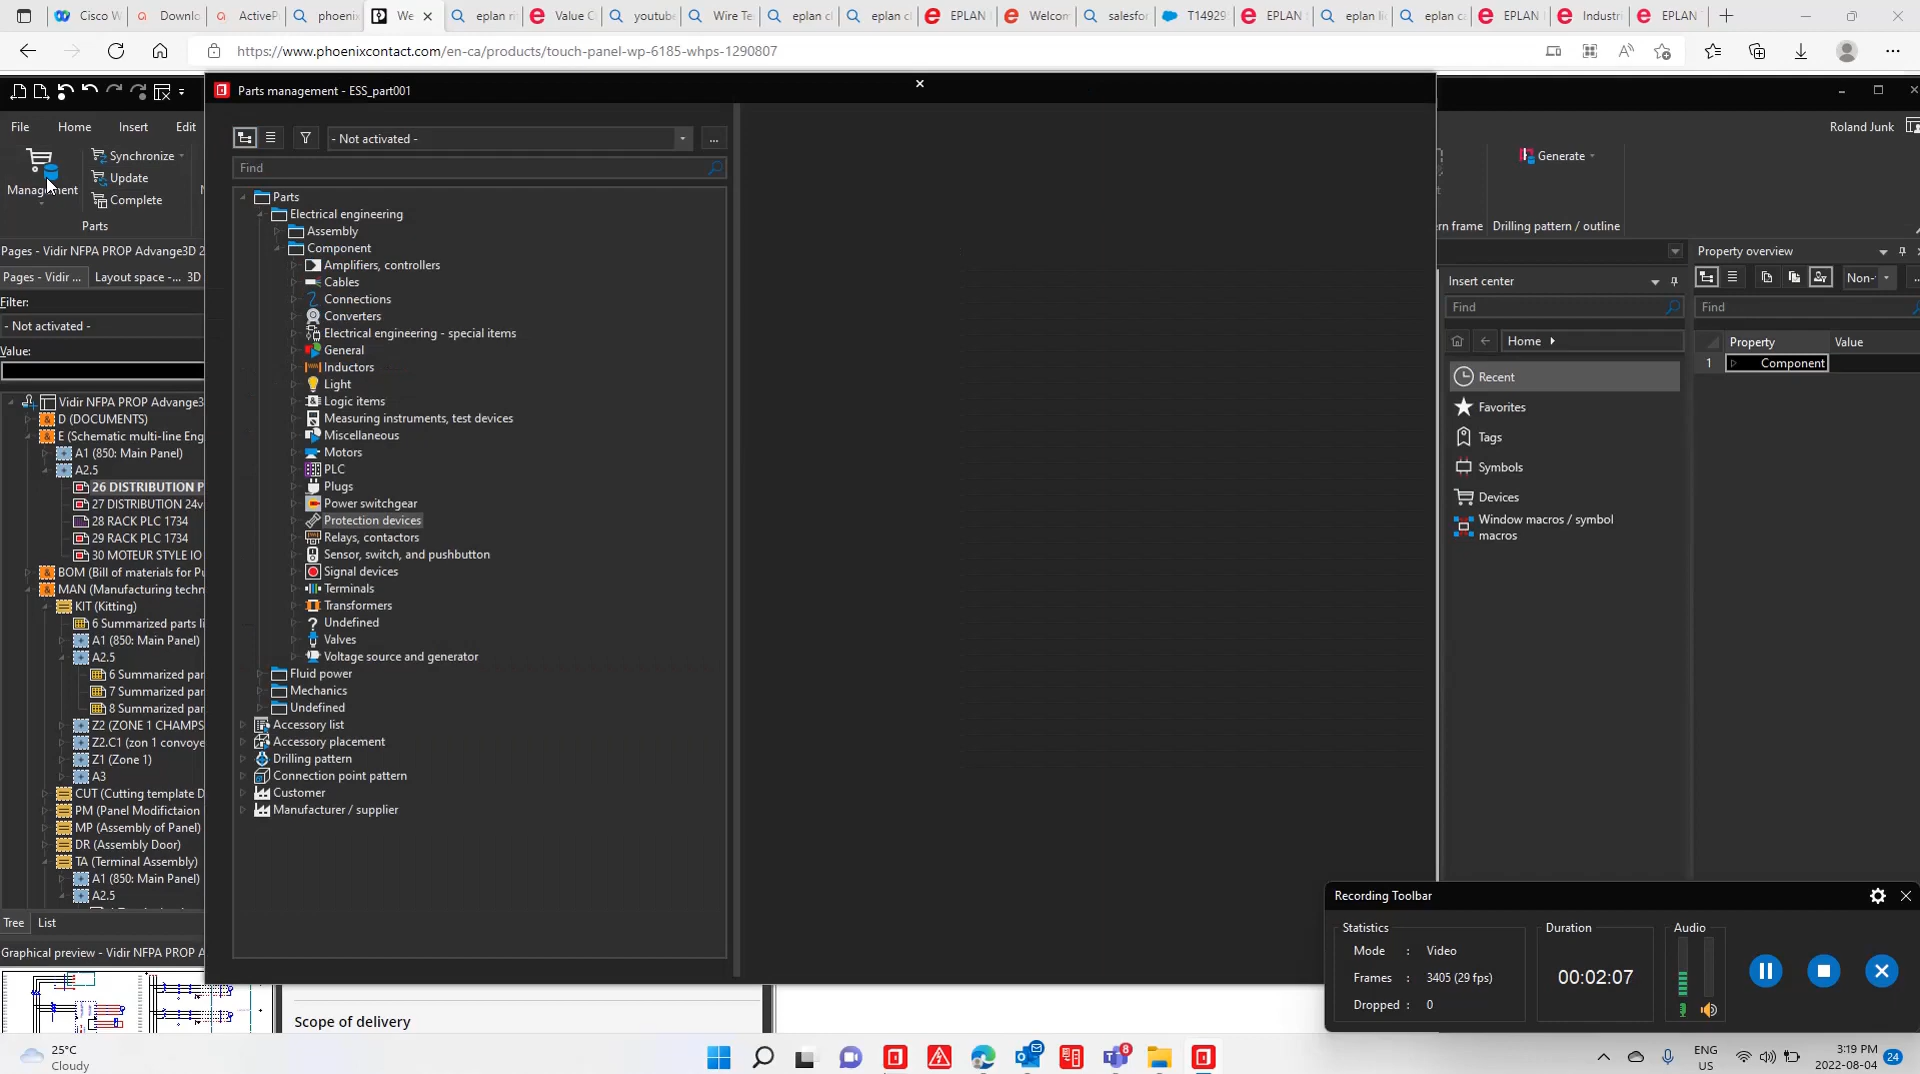 Cisco W
Downlo
ActiveP
phoenix
We
eplan m
Value C
youtube
Wire Te
eplan cl
eplan cl
EPLAN
Welcom
salesfor
T1429
EPLAN
eplan lic
eplan ca
EPLAN
Industri
EPLAN
https://www.phoenixcontact.com/en-ca/products/touch-panel-wp-6185-whps-1290807
Parts management - ESS_part001
File
Home
Insert
Edit
Roland Junk
Management
Synchronize
Update
Complete
Parts
Generate
rn frame
Drilling pattern / outline
Pages - Vidir NFPA PROP Advange3D 2
Pages - Vidir ...
Layout space -...
3D
Filter:
- Not activated -
Value:
Vidir NFPA PROP Advange3
D (DOCUMENTS)
E (Schematic multi-line Eng
A1 (850: Main Panel)
A2.5
26 DISTRIBUTION P
27 DISTRIBUTION 24v
28 RACK PLC 1734
29 RACK PLC 1734
30 MOTEUR STYLE IO
BOM (Bill of materials for Pu
MAN (Manufacturing techn
KIT (Kitting)
6 Summarized parts li
A1 (850: Main Panel)
A2.5
6 Summarized par
7 Summarized par
8 Summarized par
Z2 (ZONE 1 CHAMPS
Z2.C1 (zon 1 convoye
Z1 (Zone 1)
A3
CUT (Cutting template D
PM (Panel Modifictaion
MP (Assembly of Panel)
DR (Assembly Door)
TA (Terminal Assembly)
A1 (850: Main Panel)
A2.5
Tree
List
Graphical preview - Vidir NFPA PROP A
- Not activated -
...
Find
Parts
Electrical engineering
Assembly
Component
Amplifiers, controllers
Cables
Connections
Converters
Electrical engineering - special items
General
Inductors
Light
Logic items
Measuring instruments, test devices
Miscellaneous
Motors
PLC
Plugs
Power switchgear
Protection devices
Relays, contactors
Sensor, switch, and pushbutton
Signal devices
Terminals
Transformers
Undefined
Valves
Voltage source and generator
Fluid power
Mechanics
Undefined
Accessory list
Accessory placement
Drilling pattern
Connection point pattern
Customer
Manufacturer / supplier
Scope of delivery
Insert center
Find
Home
Recent
Favorites
Tags
Symbols
Devices
Window macros / symbol
macros
Property overview
Non-
Find
Property
Value
1
Component
Recording Toolbar
Statistics
Mode : Video
Frames : 3405 (29 fps)
Dropped : 0
Duration
00:02:07
Audio
25°C
Cloudy
8
ENG
US
3:19 PM
2022-08-04
24